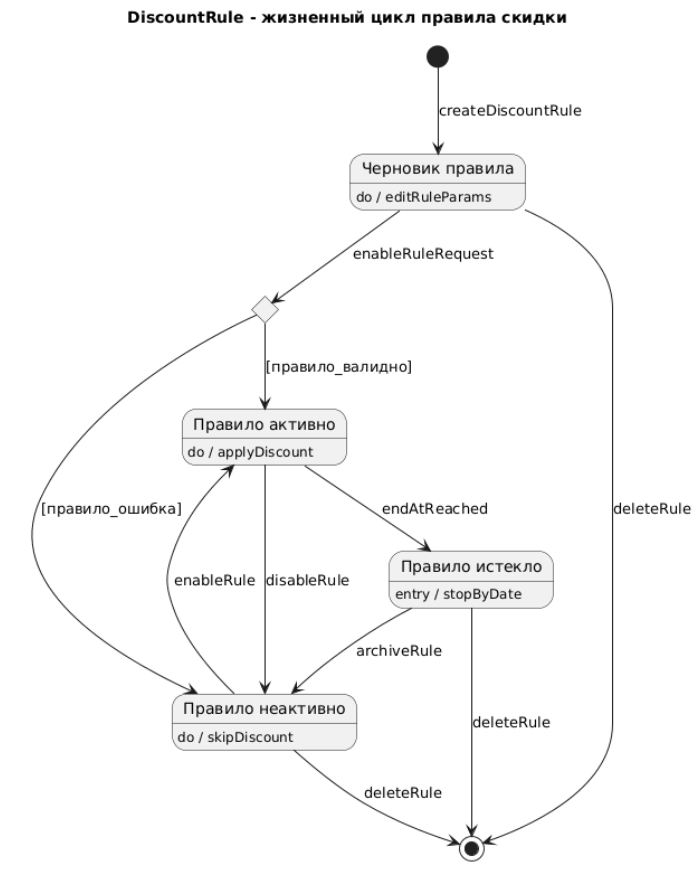 DiscountRule - жизненный цикл правила скидки
createDiscountRule
Черновик правила
do / editRuleParams
enableRuleRequest
[правило_валидно]
Правило активно
do / applyDiscount
[правило_ошибка]
endAtReached
deleteRule
Правило истекло
entry / stopByDate
enableRule
disableRule
archiveRule
Правило неактивно
do / skipDiscount
deleteRule
deleteRule